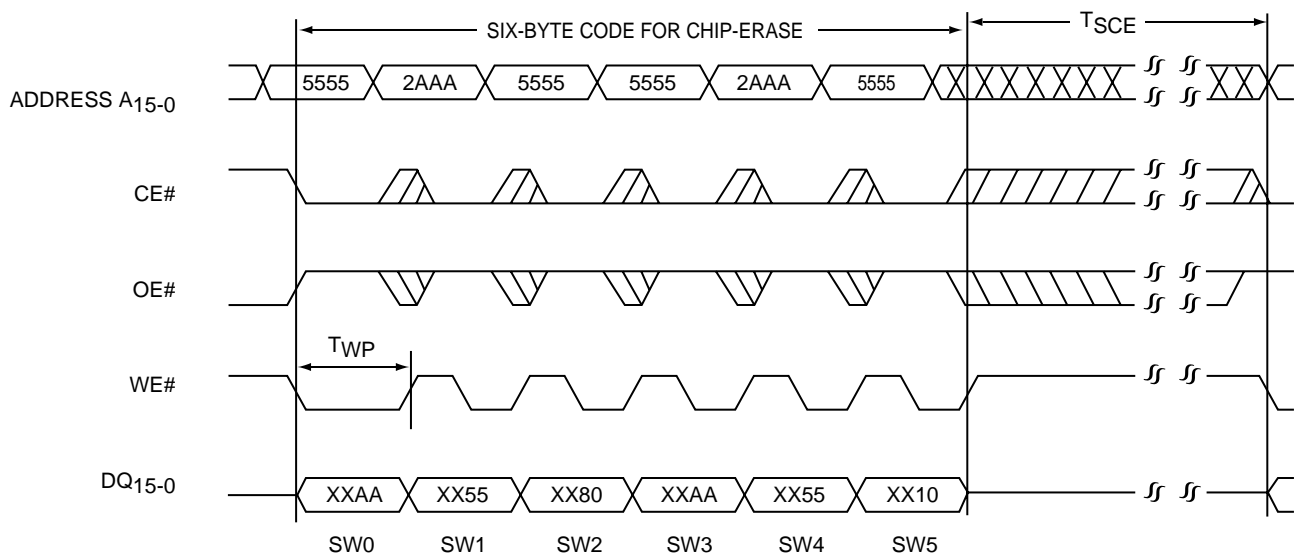 SIX-BYTE CODE FOR CHIP-ERASE TSCE
ADDRESS A15-0 5555 2AAA 5555 5555 2AAA 5555
CE#
OE#
TWP
WE#
DQ15-0 XXAA XX55 XX80 XXAA XX55 XX10
SW0 SW1 SW2 SW3 SW4 SW5